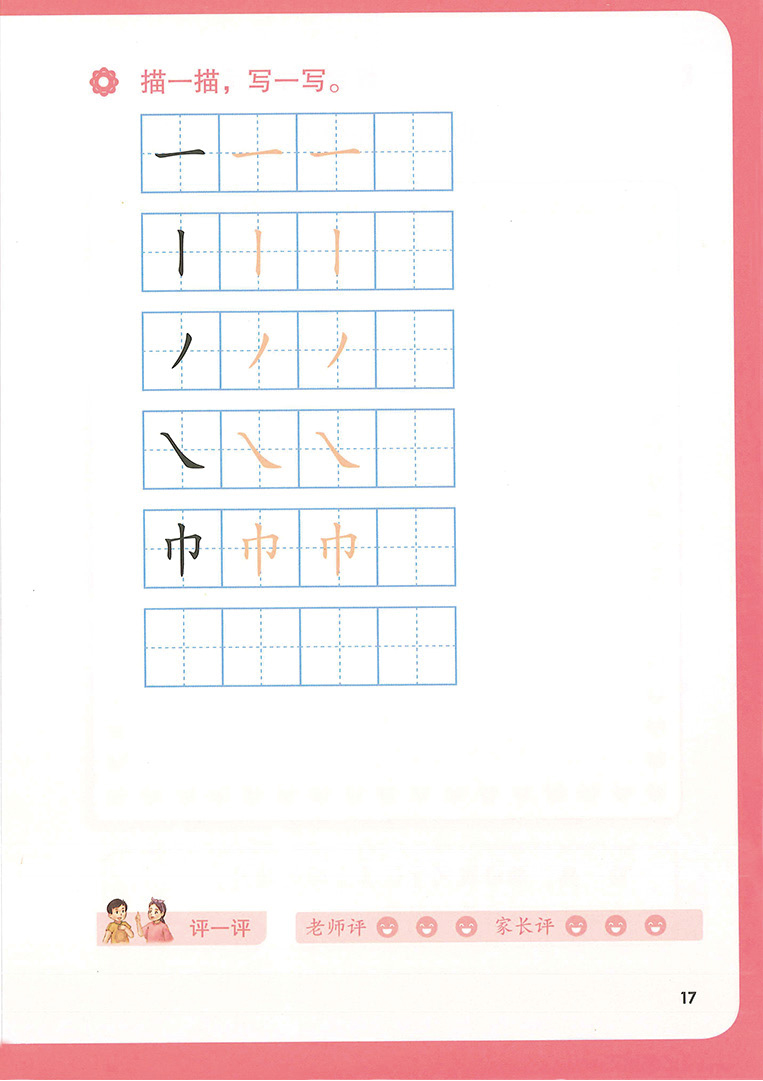 描一描，写一写。
一 一 一
丨 丨 丨
丿 丿 丿
㇏ ㇏ ㇏
巾 巾 巾
评一评 老师评 家长评
17